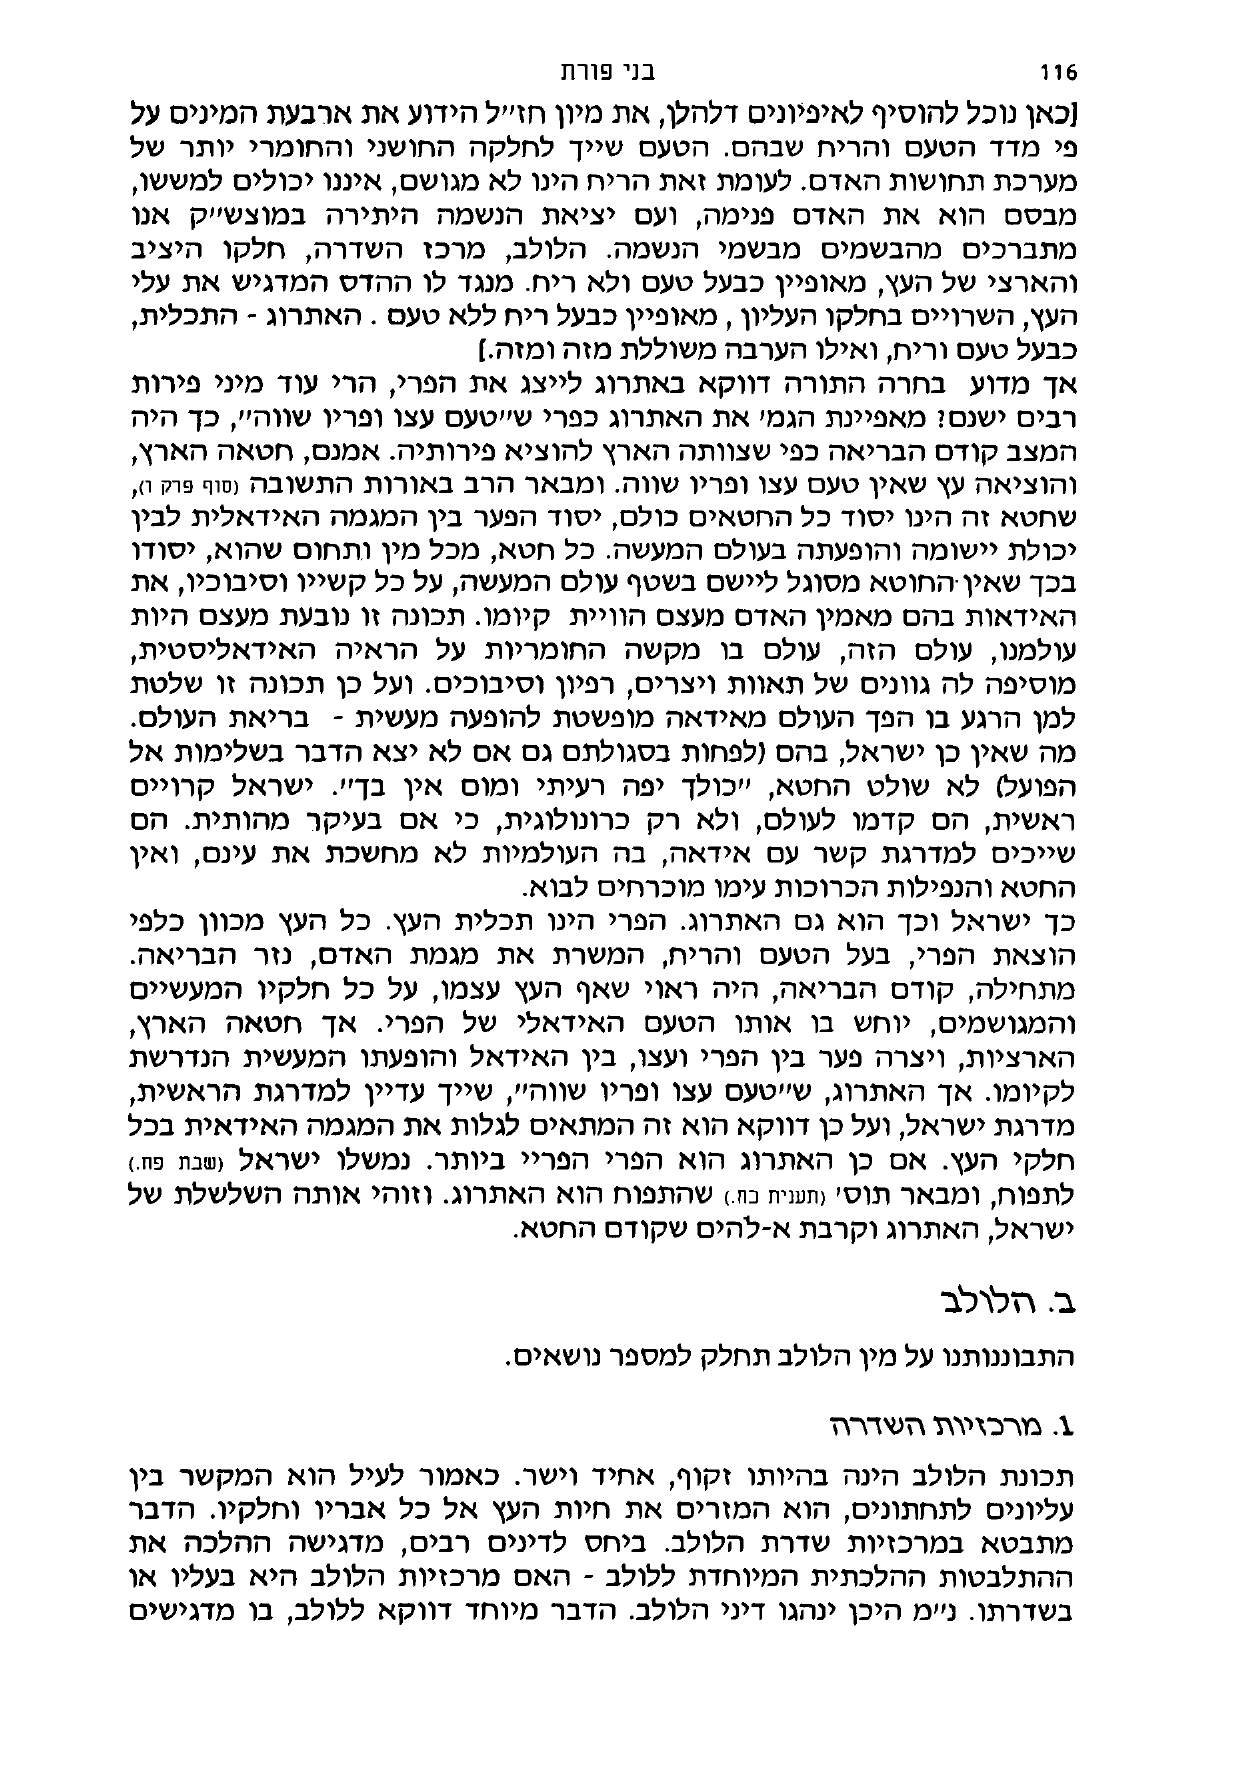 116 בני פורת
[כאן נוכל להוסיף לאיפיונים דלהלן, את מיון חז״ל הידוע את ארבעת המינים על
פי מדד הטעם והריח שבהם. הטעם שייך לחלקה החושני והחומרי יותר של
מערכת תחושות האדם. לעומת זאת הריח הינו לא מגושם, איננו יכולים למששו,
מבסם הוא את האדם פנימה, ועם יציאת הנשמה היתירה במוצש״ק אנו
מתברכים מהבשמים מבשמי הנשמה. הלולב, מרכז השדרה, חלקו היציב
והארצי של העץ, מאופיין כבעל טעם ולא ריח. מנגד לו ההדס המדגיש את עלי
העץ, השרויים בחלקו העליון , מאופיין כבעל ריח ללא טעם . האתרוג - התכלית,
כבעל טעם וריח, ואילו הערבה משוללת מזה ומזה.]
אך מדוע בחרה התורה דווקא באתרוג לייצג את הפרי, הרי עוד מיני פירות
רבים ישנם? מאפיינת הגמ׳ את האתרוג כפרי ש״טעם עצו ופריו שווה״, כך היה
המצב קודם הבריאה כפי שצוותה הארץ להוציא פירותיה. אמנם, חטאה הארץ,
והוציאה עץ שאין טעם עצו ופריו שווה. ומבאר הרב באורות התשובה (סוף פרק ו),
שחטא זה הינו יסוד כל החטאים כולם, יסוד הפער בין המגמה האידאלית לבין
יכולת יישומה והופעתה בעולם המעשה. כל חטא, מכל מין ותחום שהוא, יסודו
בכך שאין החוטא מסוגל ליישם בשטף עולם המעשה, על כל קשייו וסיבוכיו, את
האידאות בהם מאמין האדם מעצם הוויית קיומו. תכונה זו נובעת מעצם היות
עולמנו, עולם הזה, עולם בו מקשה החומריות על הראיה האידאליסטית,
מוסיפה לה גוונים של תאוות ויצרים, רפיון וסיבוכים. ועל כן תכונה זו שלטת
למן הרגע בו הפך העולם מאידאה מופשטת להופעה מעשית - בריאת העולם.
מה שאין כן ישראל, בהם (לפחות בסגולתם גם אם לא יצא הדבר בשלימות אל
הפועל) לא שולט החטא, ״כולך יפה רעיתי ומום אין בך״. ישראל קרויים
ראשית, הם קדמו לעולם, ולא רק כרונולוגית, כי אם בעיקר מהותית. הם
שייכים למדרגת קשר עם אידאה, בה העולמיות לא מחשכת את עינם, ואין
החטא והנפילות הכרוכות עימו מוכרחים לבוא.
כך ישראל וכך הוא גם האתרוג. הפרי הינו תכלית העץ. כל העץ מכוון כלפי
הוצאת הפרי, בעל הטעם והריח, המשרת את מגמת האדם, נזר הבריאה.
מתחילה, קודם הבריאה, היה ראוי שאף העץ עצמו, על כל חלקיו המעשיים
והמגושמים, יוחש בו אותו הטעם האידאלי של הפרי. אך חטאה הארץ,
הארציות, ויצרה פער בין הפרי ועצו, בין האידאל והופעתו המעשית הנדרשת
לקיומו. אך האתרוג, ש״טעם עצו ופריו שווה״, שייך עדיין למדרגת הראשית,
מדרגת ישראל, ועל כן דווקא הוא זה המתאים לגלות את המגמה האידאית בכל
חלקי העץ. אם כן האתרוג הוא הפרי הפריי ביותר. נמשלו ישראל (שבת פח.)
לתפוח, ומבאר תוס׳ (תענית כח.) שהתפוח הוא האתרוג. וזוהי אותה השלשלת של
ישראל, האתרוג וקרבת א-להים שקודם החטא.
ב. הלולב
התבוננותנו על מין הלולב תחלק למספר נושאים.
1. מרכזיות השדרה
תכונת הלולב הינה בהיותו זקוף, אחיד וישר. כאמור לעיל הוא המקשר בין
עליונים לתחתונים, הוא המזרים את חיות העץ אל כל אבריו וחלקיו. הדבר
מתבטא במרכזיות שדרת הלולב. ביחס לדינים רבים, מדגישה ההלכה את
ההתלבטות ההלכתית המיוחדת ללולב - האם מרכזיות הלולב היא בעליו או
בשדרתו. נ״מ היכן ינהגו דיני הלולב. הדבר מיוחד דווקא ללולב, בו מדגישים